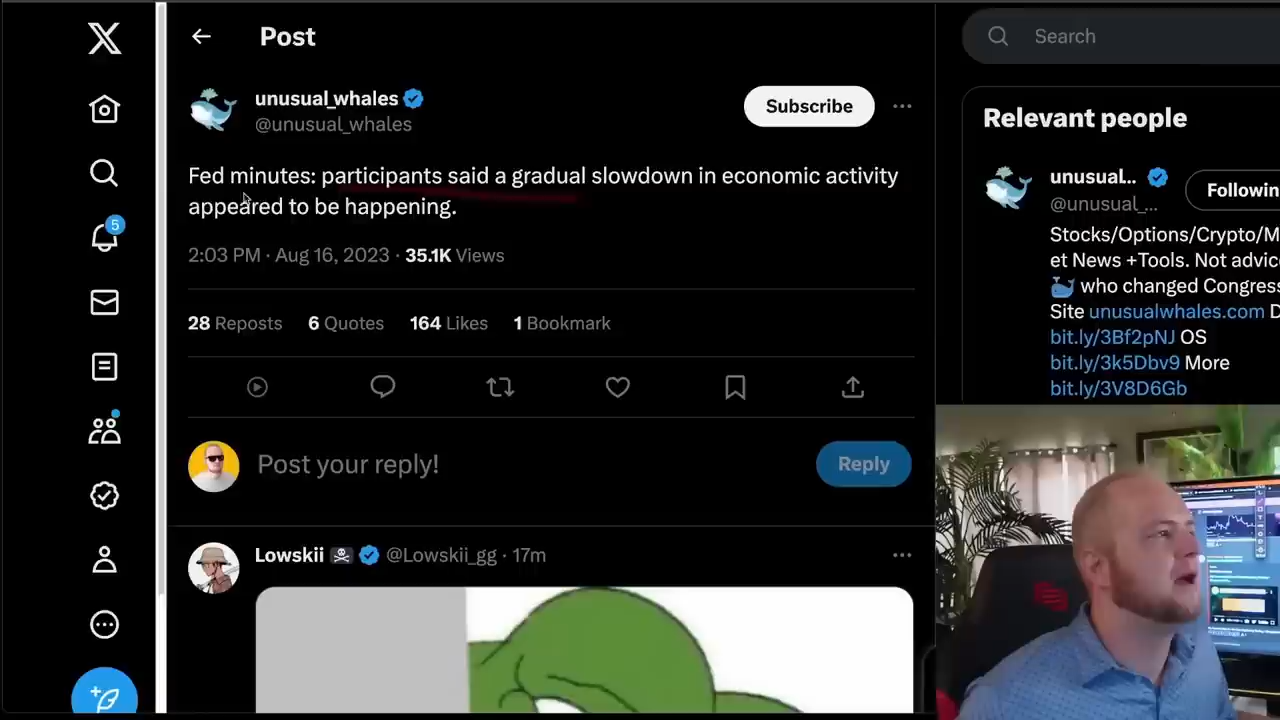 Post
Search
unusual_whales
@unusual_whales
Subscribe
Fed minutes: participants said a gradual slowdown in economic activity
appeared to be happening.
2:03 PM · Aug 16, 2023 · 35.1K Views
28 Reposts 6 Quotes 164 Likes 1 Bookmark
Post your reply!
Reply
Lowskii @Lowskii_gg · 17m
5
Relevant people
unusual...
@unusual_...
Followin
Stocks/Options/Crypto/M
et News +Tools. Not advic
who changed Congress
Site unusualwhales.com D
bit.ly/3Bf2pNJ OS
bit.ly/3k5Dbv9 More
bit.ly/3V8D6Gb